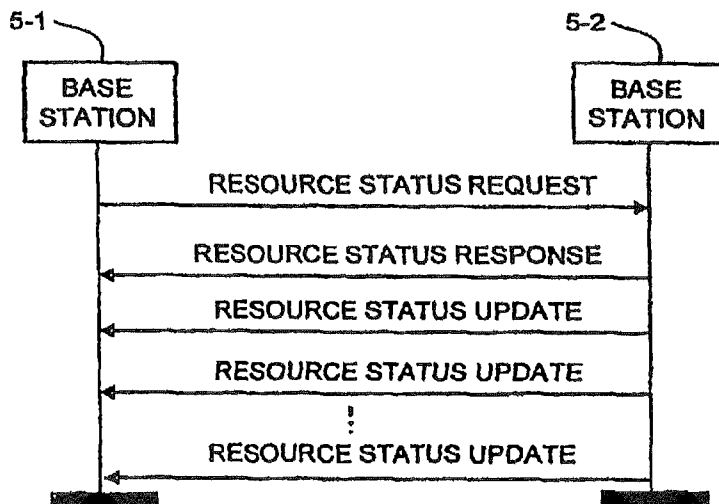 5-1
5-2
BASE
STATION
BASE
STATION
RESOURCE STATUS REQUEST
RESOURCE STATUS RESPONSE
RESOURCE STATUS UPDATE
RESOURCE STATUS UPDATE
RESOURCE STATUS UPDATE